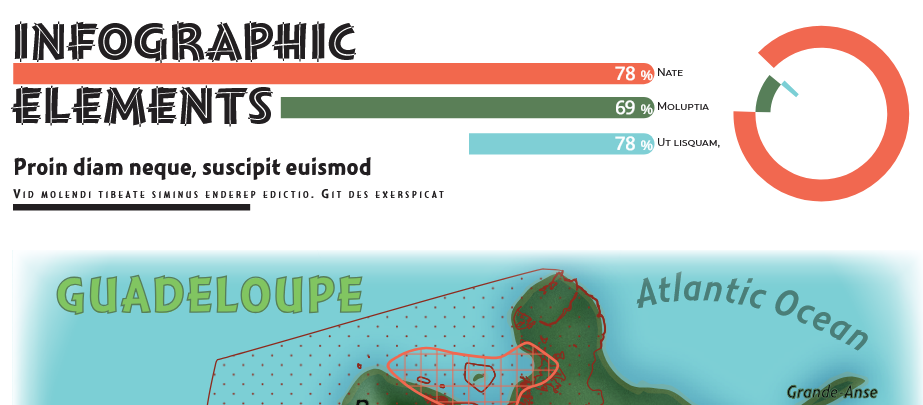 INFOGRAPHIC
78 % Nate
ELEMENTS
69 % Moluptia
78 % Ut lisquam,
Proin diam neque, suscipit euismod
Vid molendi tibeate siminus enderep edictio. Git des exerspicat
GUADELOUPE
Atlantic Ocean
Grande-Anse